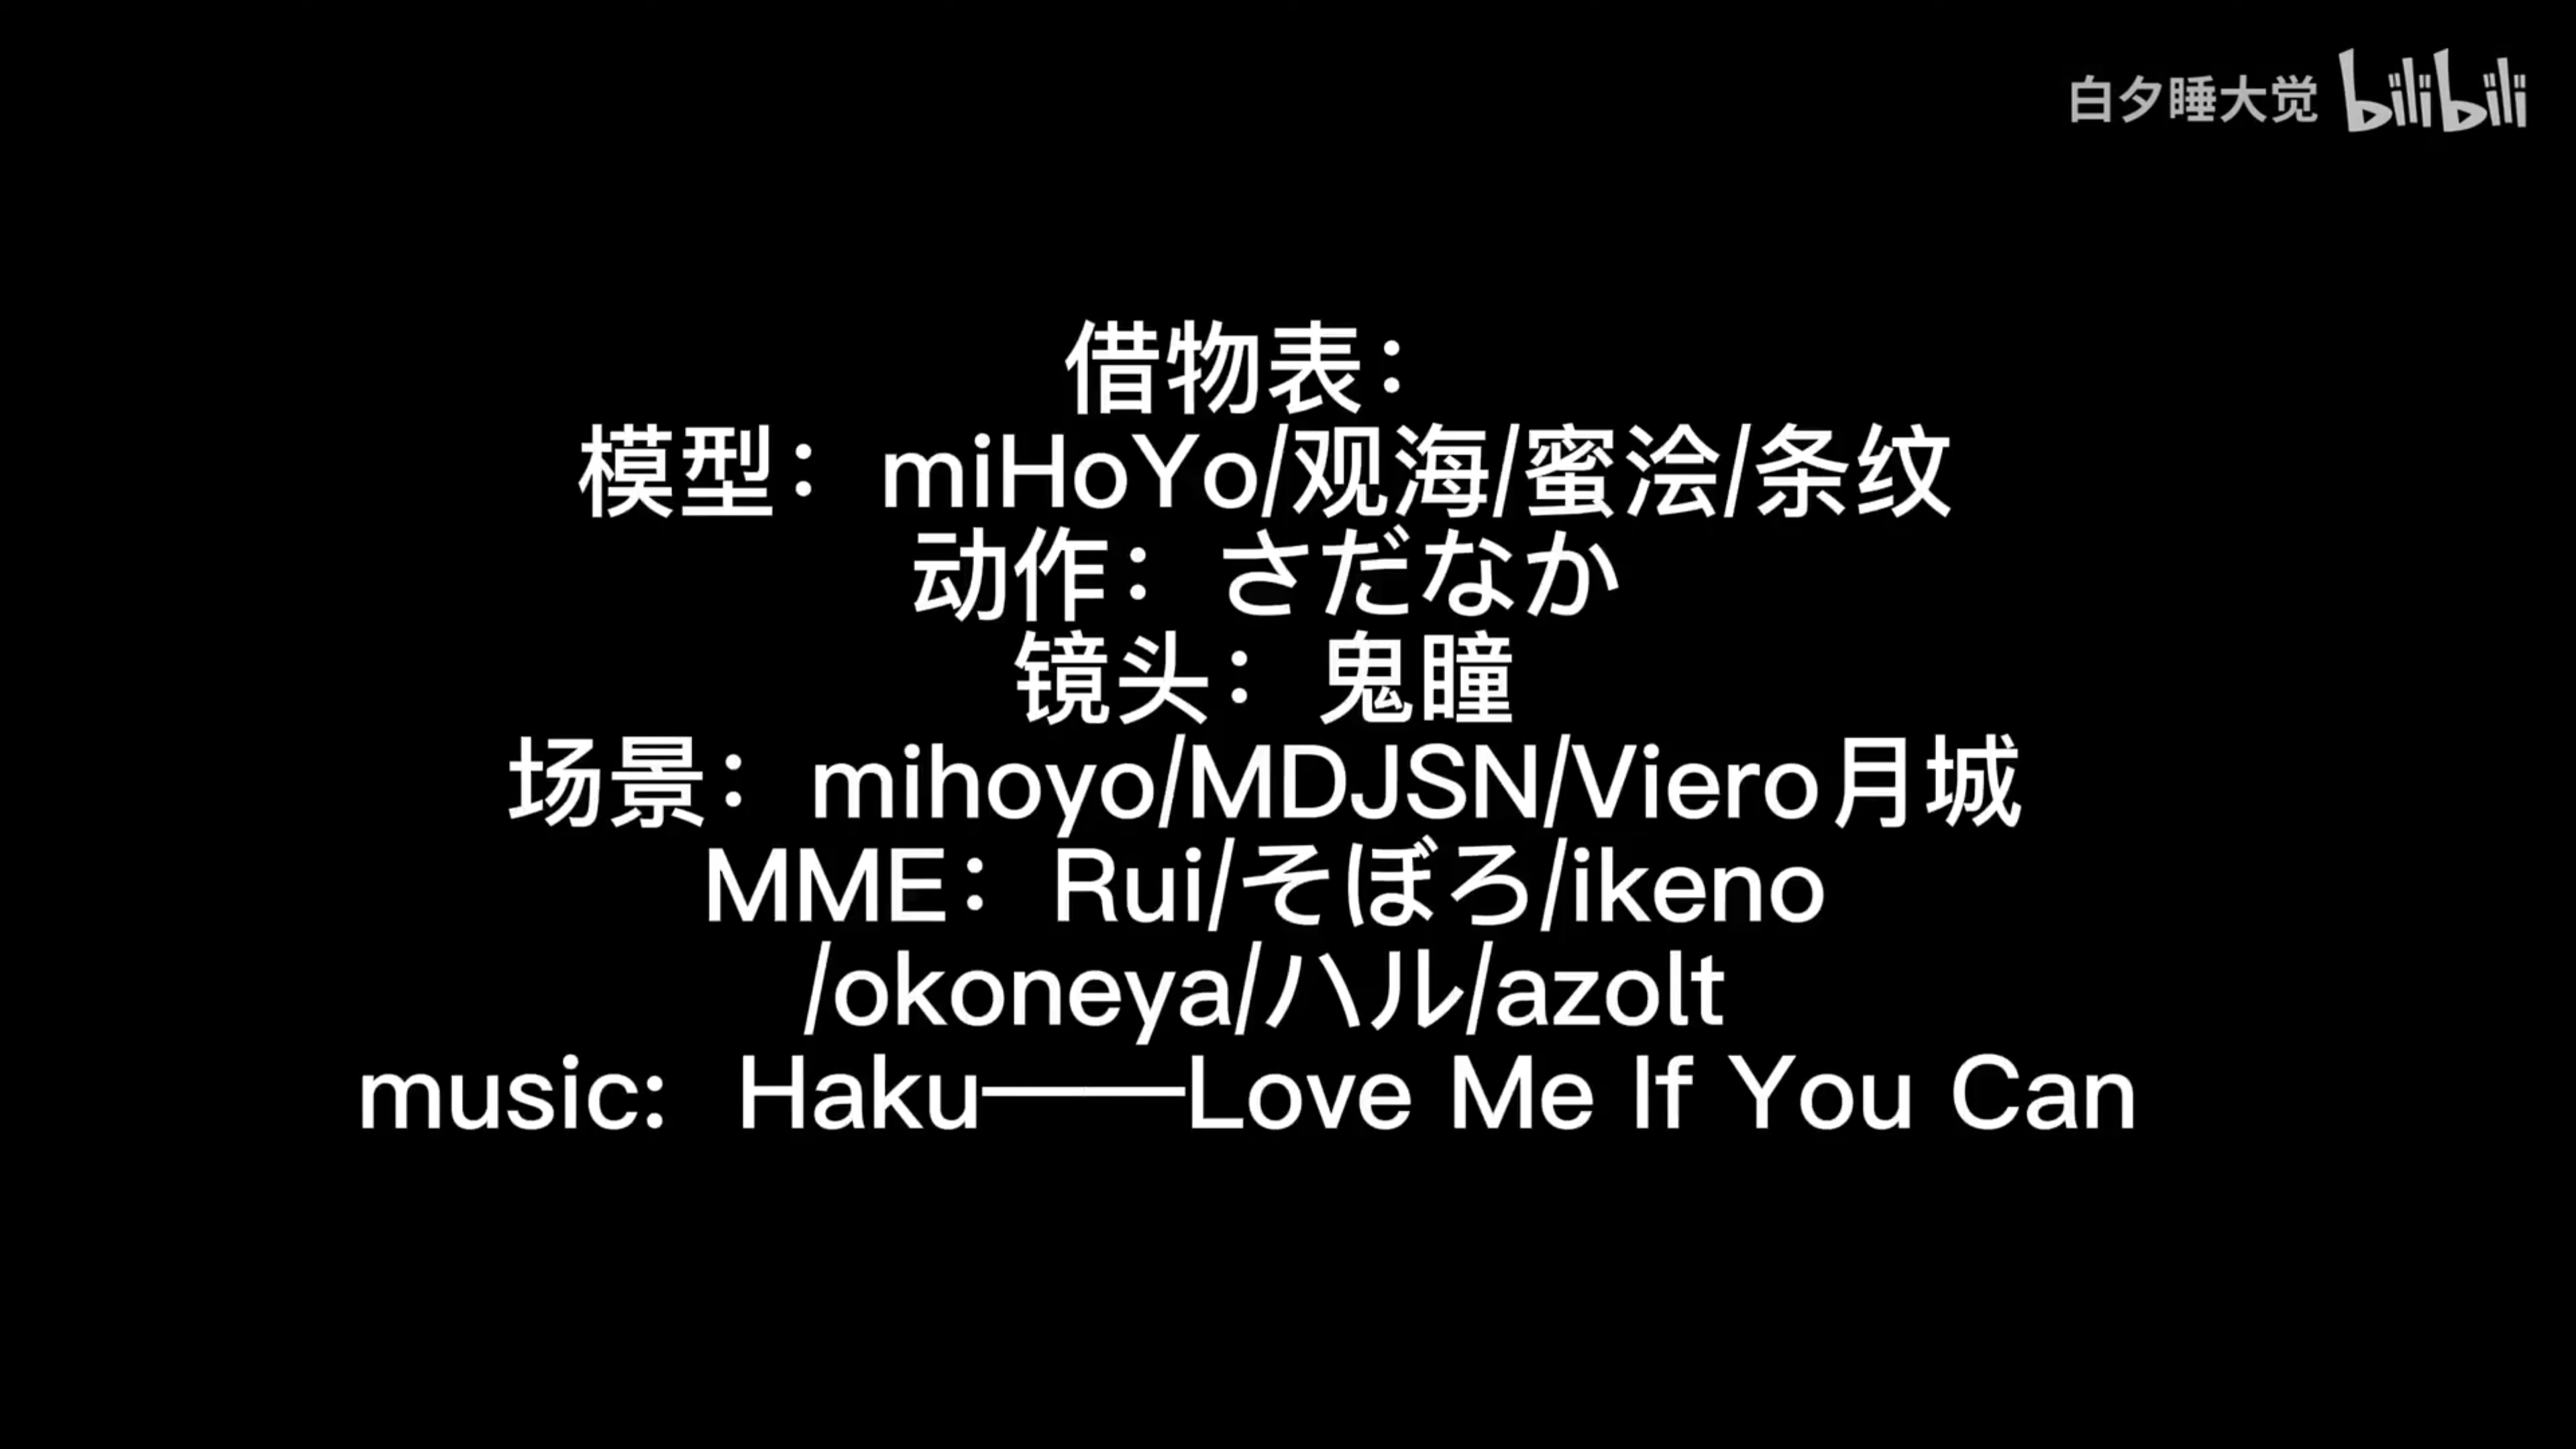 白夕睡大觉 bilibili
借物表：
模型：miHoYo/观海/蜜浍/条纹
动作：さだなか
镜头：鬼瞳
场景：mihoyo/MDJSN/Viero月城
MME：Rui/そぼろ/ikeno
/okoneya/ハル/azolt
music：Haku——Love Me If You Can